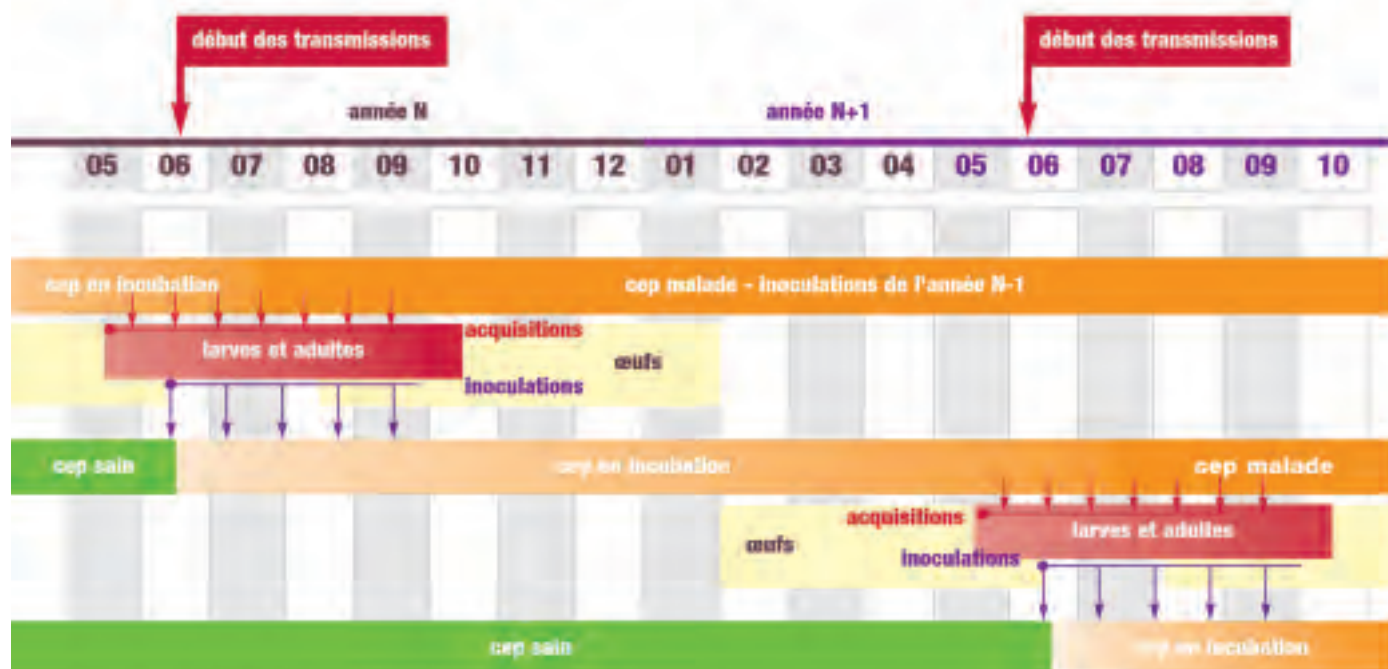 début des transmissions
début des transmissions
année N
année N+1
05 06 07 08 09 10 11 12 01 02 03 04 05 06 07 08 09 10
cep en incubation
cep malade - inoculations de l'année N-1
acquisitions
larves et adultes
œufs
inoculations
cep sain
cep en incubation
cep malade
acquisitions
larves et adultes
œufs
inoculations
cep sain
cep en incubation